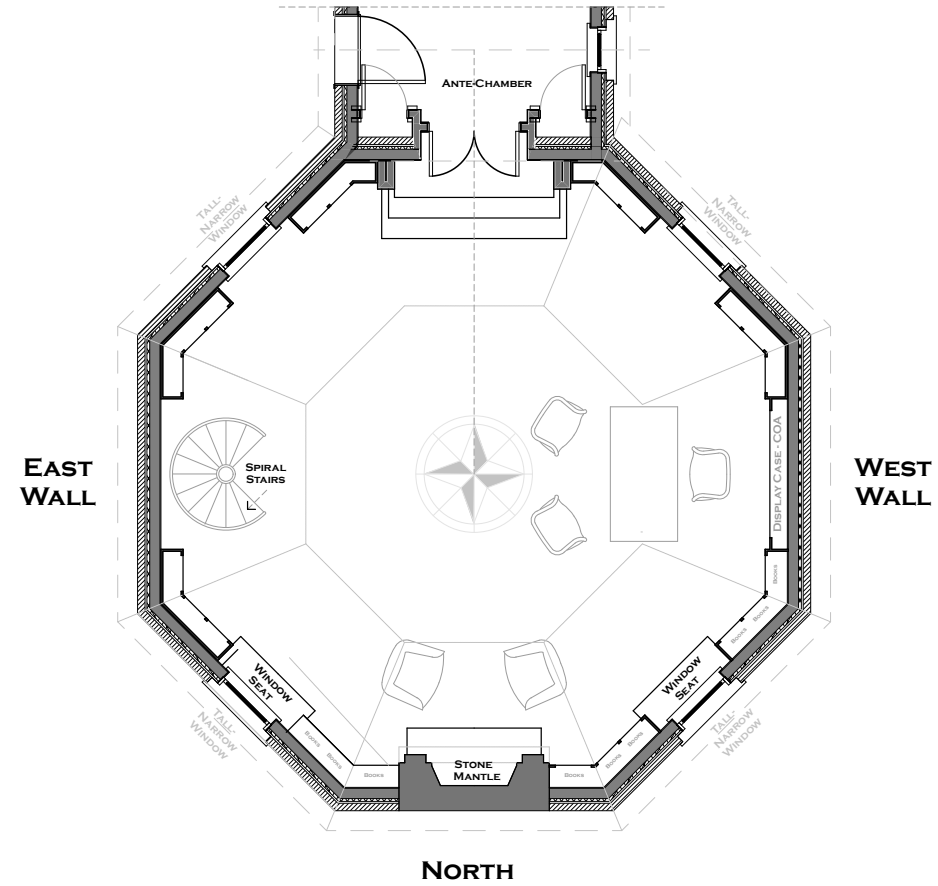 ANTE-CHAMBER
TALL-
NARROW
WINDOW
TALL-
NARROW
WINDOW
EAST
WALL
SPIRAL
STAIRS
DISPLAY CASE - COA
WEST
WALL
BOOKS
BOOKS
BOOKS
WINDOW
SEAT
WINDOW
SEAT
TALL-
NARROW
WINDOW
BOOKS
BOOKS
BOOKS
STONE
MANTLE
BOOKS
BOOKS
BOOKS
TALL-
NARROW
WINDOW
NORTH